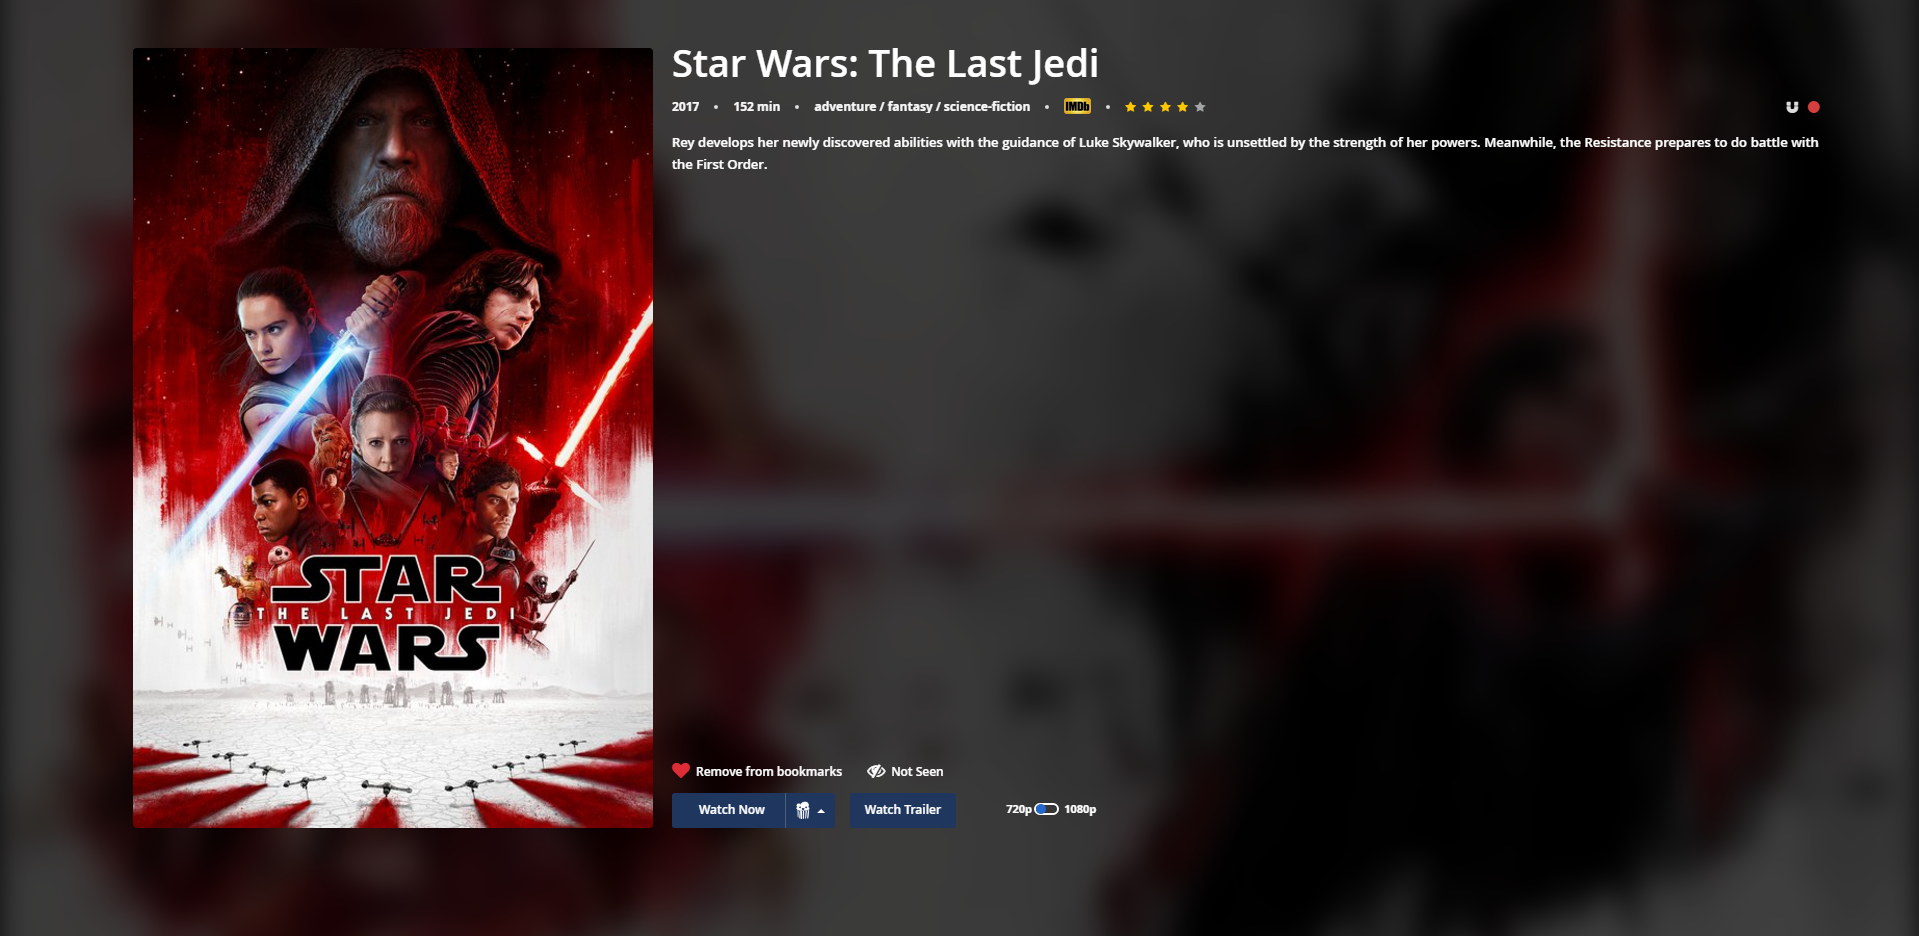 Star Wars: The Last Jedi
2017 • 152 min • adventure / fantasy / science-fiction • IMDb •
Rey develops her newly discovered abilities with the guidance of Luke Skywalker, who is unsettled by the strength of her powers. Meanwhile, the Resistance prepares to do battle with
the First Order.
STAR
THE LAST JEDI
WARS
Remove from bookmarks
Not Seen
Watch Now
Watch Trailer
720p
1080p